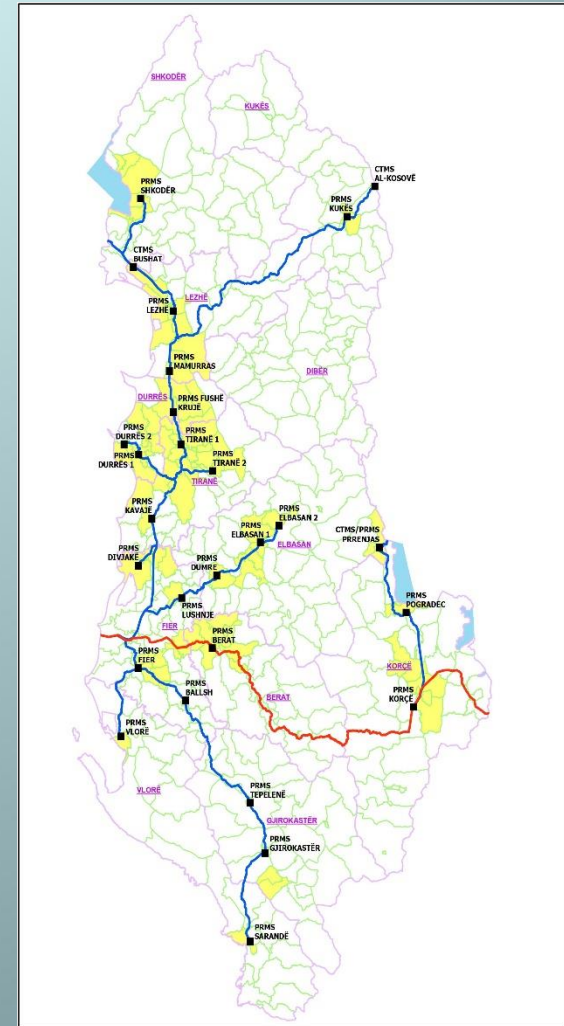 SHKODËR
KUKËS
PRMS
SHKODËR
CTMS
AL-KOSOVË
PRMS
KUKËS
CTMS
BUSHAT
PRMS
LEZHË
LEZHË
PRMS
MAMURRAS
DIBËR
DURRËS
PRMS FUSHË
KRUJË
PRMS
DURRËS 2
PRMS
DURRËS 1
PRMS
TIRANË 1
PRMS
TIRANË 2
TIRANË
PRMS
KAVAJË
PRMS
ELBASAN 2
PRMS
ELBASAN 1
ELBASAN
CTMS/PRMS
PRRENJAS
PRMS
DIVJAKË
PRMS
DUMRE
PRMS
LUSHNJE
PRMS
POGRADEC
FIER
PRMS
BERAT
PRMS
FIER
KORÇË
PRMS
KORÇË
BERAT
PRMS
BALLSH
PRMS
VLORË
VLORË
PRMS
TEPELENË
GJIROKASTËR
PRMS
GJIROKASTËR
PRMS
SARANDË